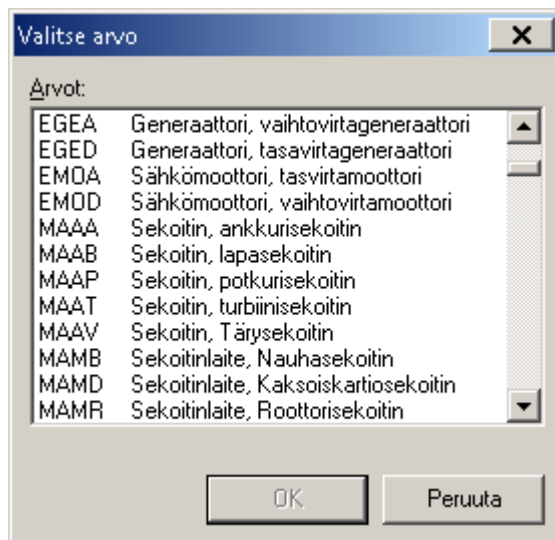 Valitse arvo
Arvot:
EGEA Generaattori, vaihtovirtageneraattori
EGED Generaattori, tasavirtageneraattori
EMOA Sähkömoottori, tasvirtamoottori
EMOD Sähkömoottori, vaihtovirtamoottori
MAAA Sekoitin, ankkurisekoitin
MAAB Sekoitin, lapasekoitin
MAAP Sekoitin, potkurisekoitin
MAAT Sekoitin, turbiinisekoitin
MAAV Sekoitin, Tärysekoitin
MAMB Sekoitinlaite, Nauhasekoitin
MAMD Sekoitinlaite, Kaksoiskartiosekoitin
MAMR Sekoitinlaite, Roottorisekoitin
OK Peruuta